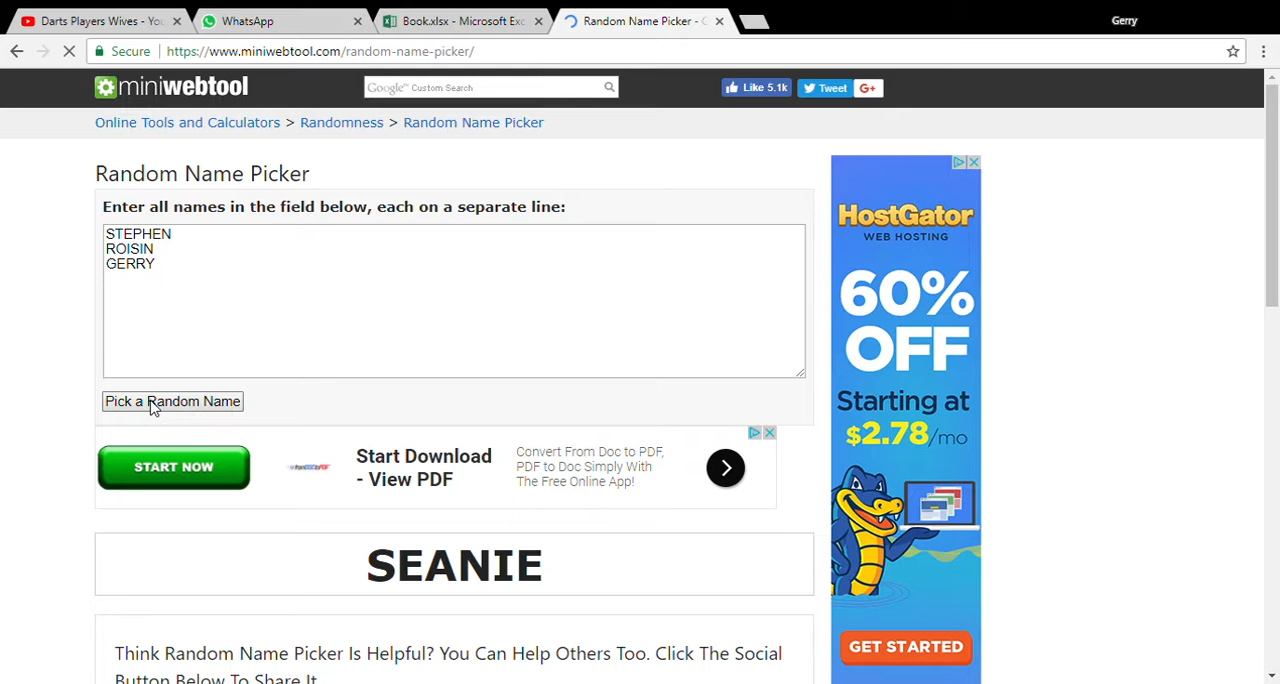 Darts Players Wives - You
WhatsApp
Book.xlsx - Microsoft Exc
Random Name Picker - G
Gerry
Secure
https://www.miniwebtool.com/random-name-picker/
miniwebtool
Google™ Custom Search
Like 5.1k
Tweet
G+
Online Tools and Calculators > Randomness > Random Name Picker
Random Name Picker
Enter all names in the field below, each on a separate line:
STEPHEN
ROISIN
GERRY
Pick a Random Name
START NOW
Start Download
- View PDF
Convert From Doc to PDF,
PDF to Doc Simply With
The Free Online App!
SEANIE
Think Random Name Picker Is Helpful? You Can Help Others Too. Click The Social
Button Below To Share It
HostGator
WEB HOSTING
60%
OFF
Starting at
$2.78/mo
GET STARTED